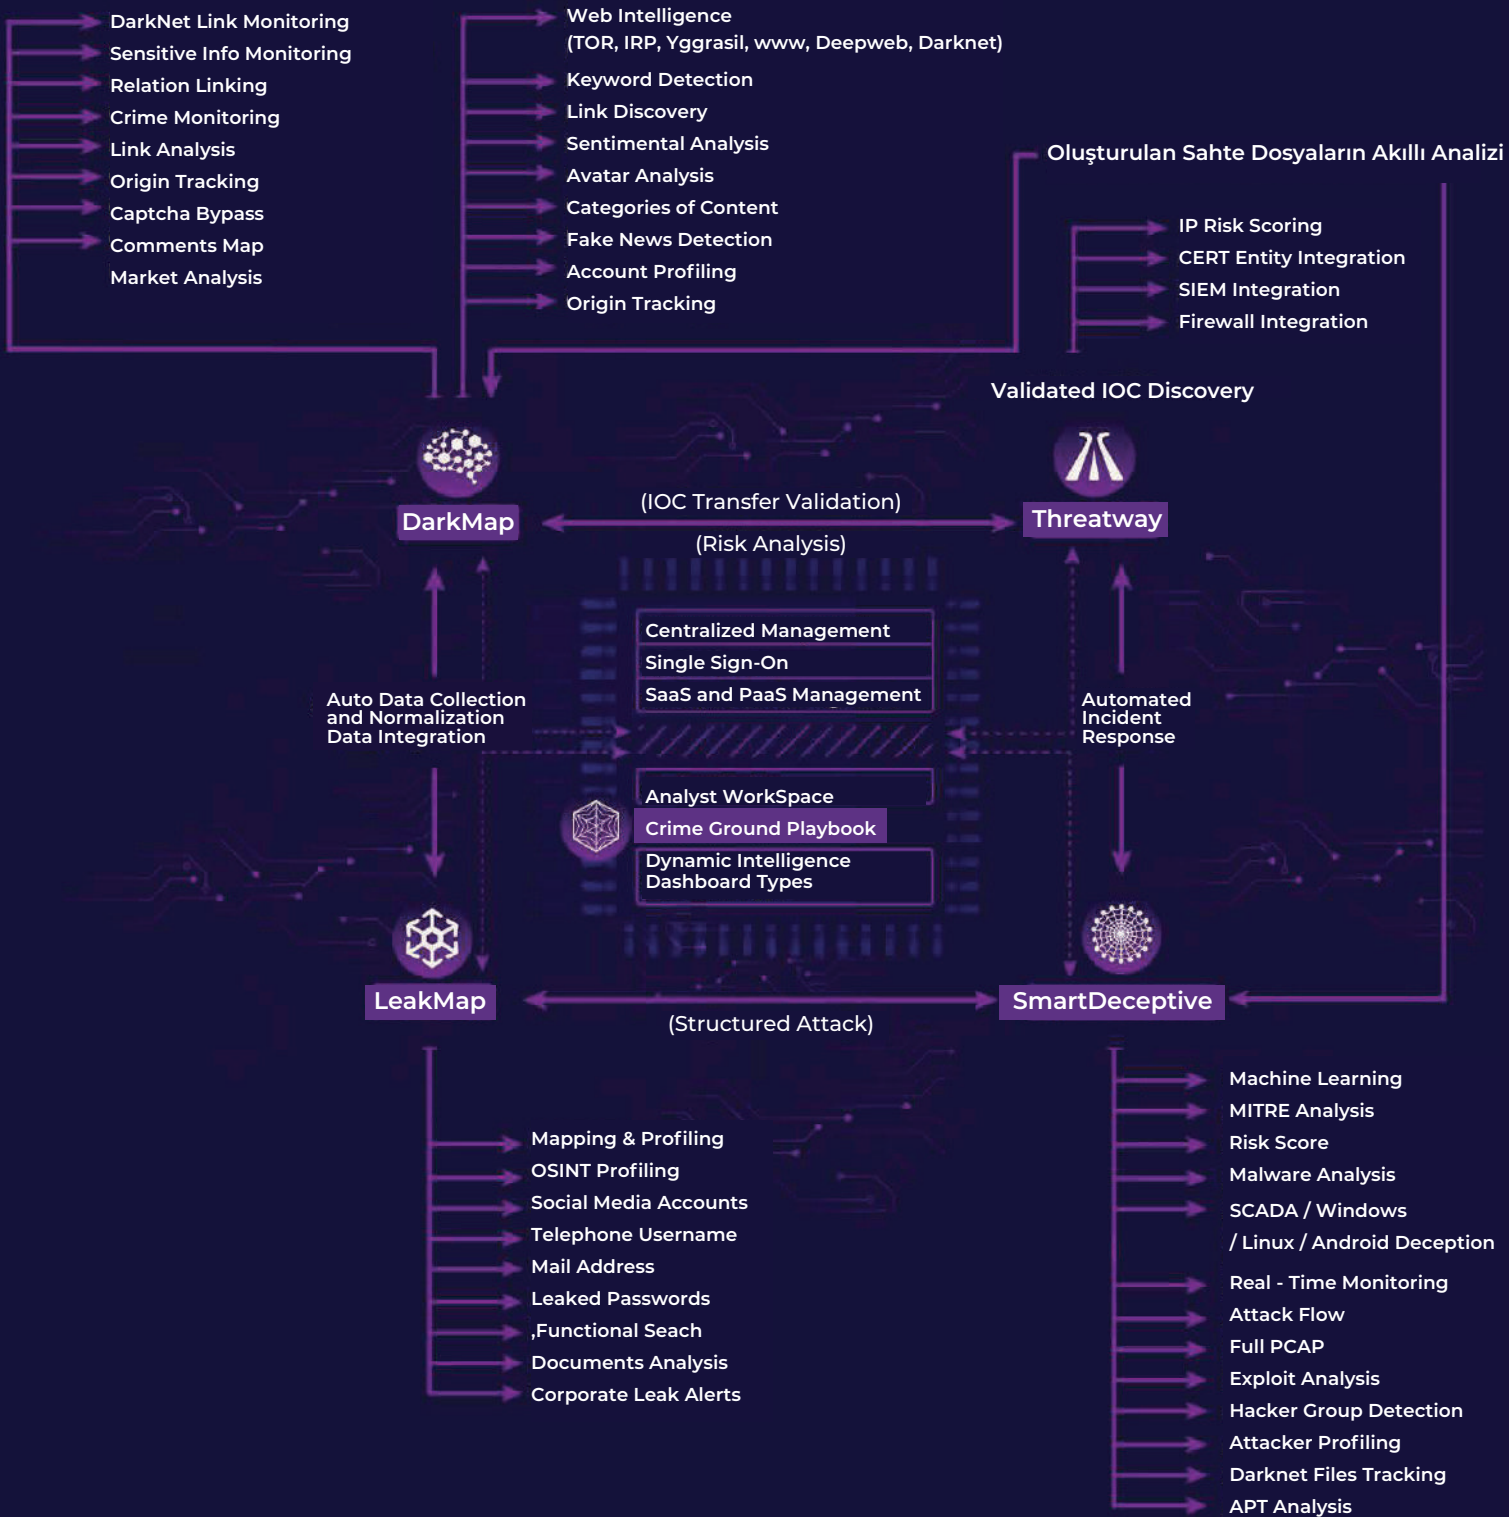 DarkNet Link Monitoring
Sensitive Info Monitoring
Relation Linking
Crime Monitoring
Link Analysis
Origin Tracking
Captcha Bypass
Comments Map
Market Analysis
Web Intelligence
(TOR, IRP, Yggrasil, www, Deepweb, Darknet)
Keyword Detection
Link Discovery
Sentimental Analysis
Avatar Analysis
Categories of Content
Fake News Detection
Account Profiling
Origin Tracking
Oluşturulan Sahte Dosyaların Akıllı Analizi
IP Risk Scoring
CERT Entity Integration
SIEM Integration
Firewall Integration
Validated IOC Discovery
DarkMap
(IOC Transfer Validation)
(Risk Analysis)
Threatway
Centralized Management
Single Sign-On
SaaS and PaaS Management
Auto Data Collection
and Normalization
Data Integration
Automated
Incident
Response
Analyst WorkSpace
Crime Ground Playbook
Dynamic Intelligence
Dashboard Types
LeakMap
(Structured Attack)
SmartDeceptive
Mapping & Profiling
OSINT Profiling
Social Media Accounts
Telephone Username
Mail Address
Leaked Passwords
,Functional Seach
Documents Analysis
Corporate Leak Alerts
Machine Learning
MITRE Analysis
Risk Score
Malware Analysis
SCADA / Windows
/ Linux / Android Deception
Real - Time Monitoring
Attack Flow
Full PCAP
Exploit Analysis
Hacker Group Detection
Attacker Profiling
Darknet Files Tracking
APT Analysis